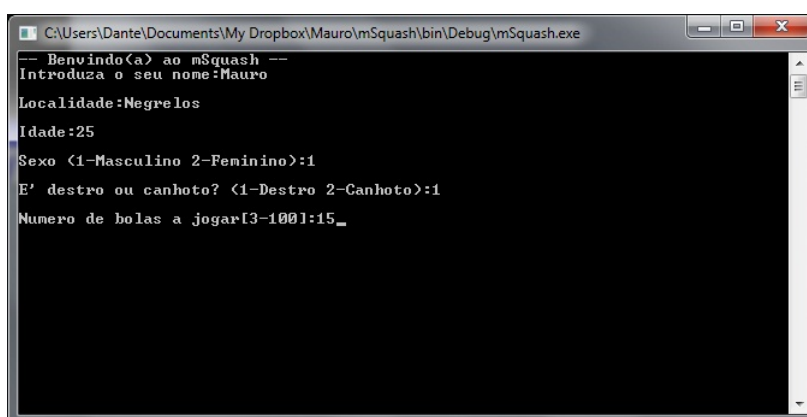 C:\Users\Dante\Documents\My Dropbox\Mauro\mSquash\bin\Debug\mSquash.exe
-- Benvindo(a) ao mSquash --
Introduza o seu nome:Mauro
Localidade:Negrelos
Idade:25
Sexo (1-Masculino 2-Feminino):1
E' destro ou canhoto? (1-Destro 2-Canhoto):1
Numero de bolas a jogar[3-100]:15_